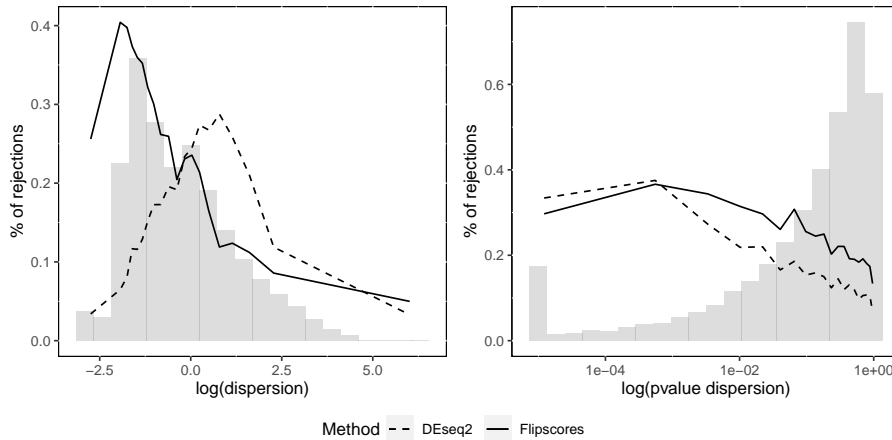 0.4
0.3
0.2
0.1
0.0
% of rejections
−2.5
0.0
2.5
5.0
log(dispersion)
0.6
0.4
0.2
0.0
% of rejections
1e−04
1e−02
1e+00
log(pvalue dispersion)
Method DEseq2 Flipscores